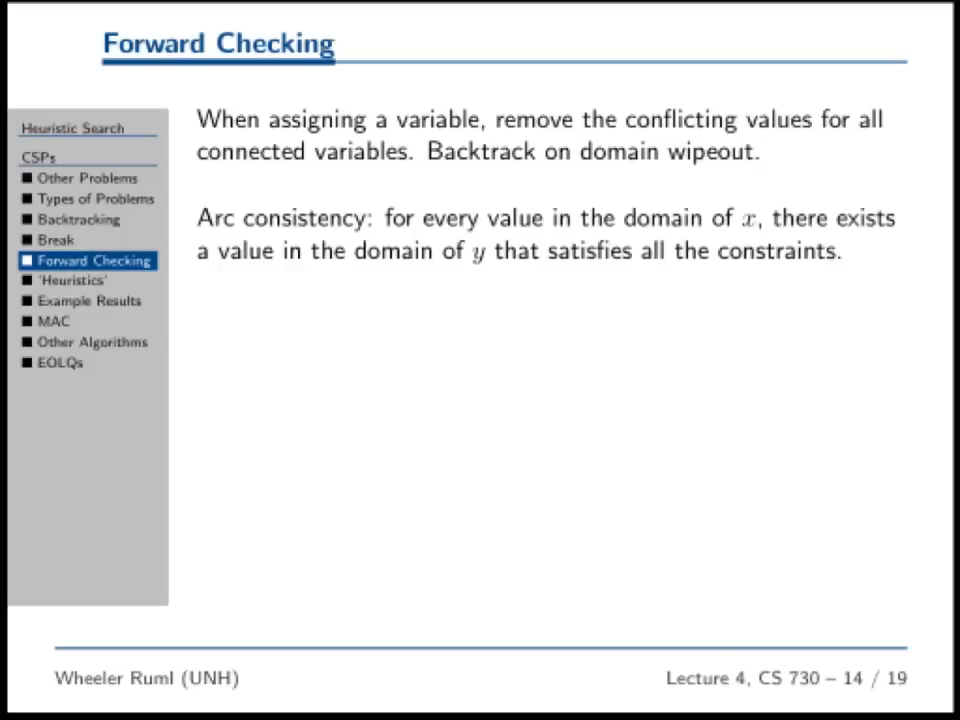 Forward Checking
Heuristic Search
CSPs
■ Other Problems
■ Types of Problems
■ Backtracking
■ Break
■ Forward Checking
■ 'Heuristics'
■ Example Results
■ MAC
■ Other Algorithms
■ EOLQs
When assigning a variable, remove the conflicting values for all
connected variables. Backtrack on domain wipeout.
Arc consistency: for every value in the domain of x, there exists
a value in the domain of y that satisfies all the constraints.
Wheeler Ruml (UNH)
Lecture 4, CS 730 – 14 / 19